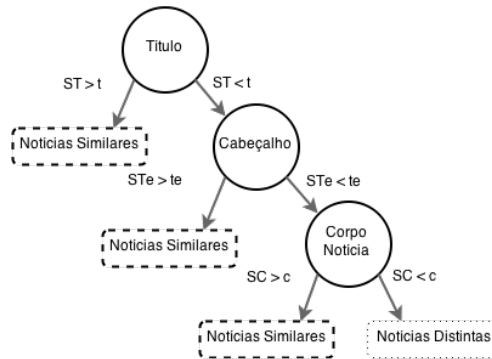 Titulo
ST > t
ST < t
Noticias Similares
Cabeçalho
STe > te
STe < te
Noticias Similares
Corpo
Noticia
SC > c
SC < c
Noticias Similares
Noticias Distintas